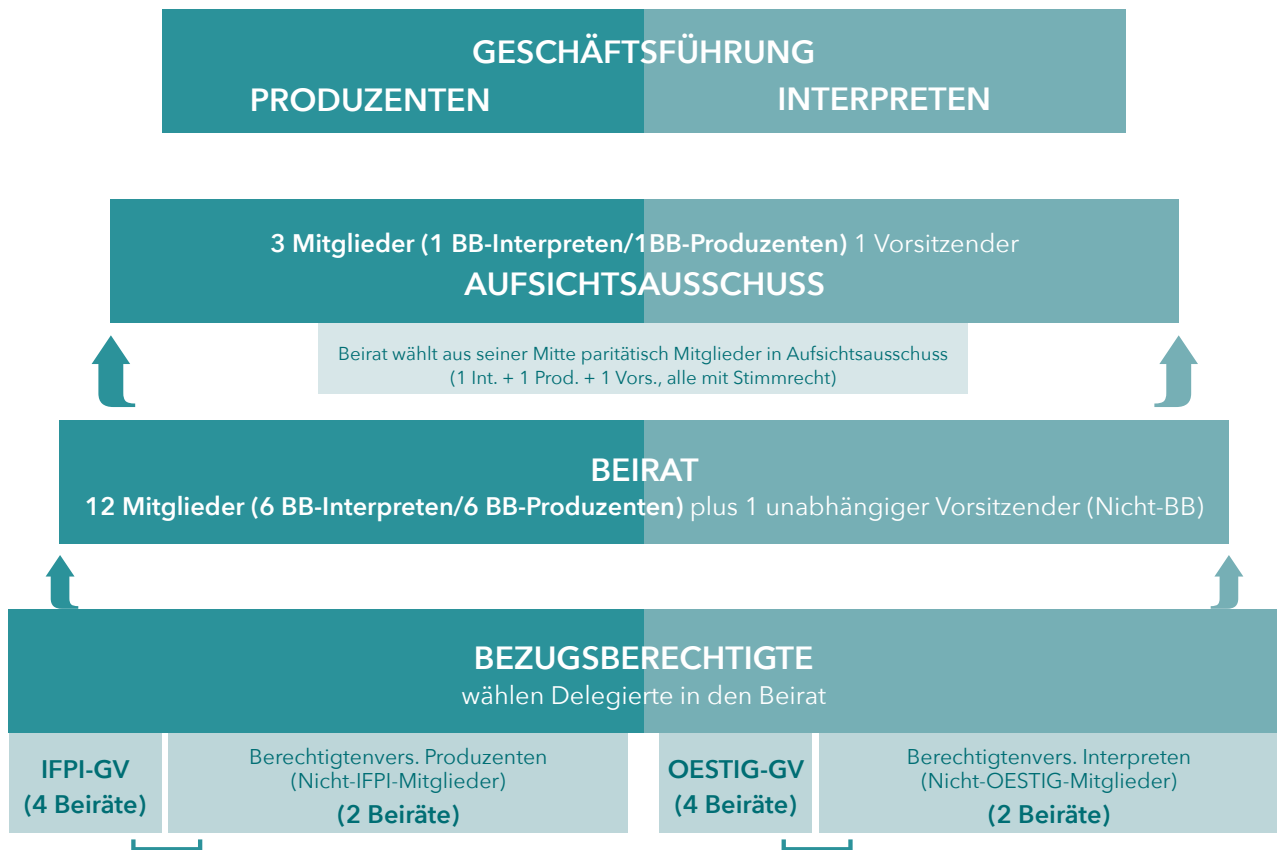 GESCHÄFTSFÜHRUNG
PRODUZENTEN
INTERPRETEN
3 Mitglieder (1 BB-Interpreten/1BB-Produzenten) 1 Vorsitzender
AUFSICHTSAUSSCHUSS
Beirat wählt aus seiner Mitte paritätisch Mitglieder in Aufsichtsausschuss
(1 Int. + 1 Prod. + 1 Vors., alle mit Stimmrecht)
BEIRAT
12 Mitglieder (6 BB-Interpreten/6 BB-Produzenten) plus 1 unabhängiger Vorsitzender (Nicht-BB)
BEZUGSBERECHTIGTE
wählen Delegierte in den Beirat
IFPI-GV
(4 Beiräte)
Berechtigtenvers. Produzenten
(Nicht-IFPI-Mitglieder)
(2 Beiräte)
OESTIG-GV
(4 Beiräte)
Berechtigtenvers. Interpreten
(Nicht-OESTIG-Mitglieder)
(2 Beiräte)